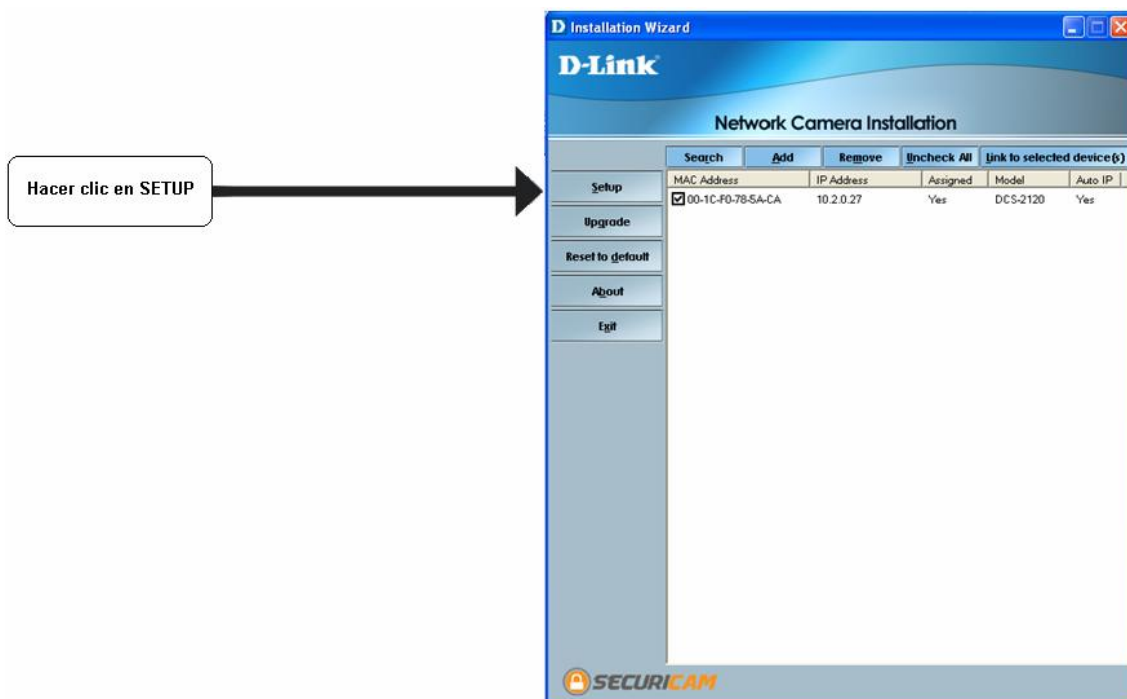 Installation Wizard
D-Link
Network Camera Installation
Search Add Remove Uncheck All Link to selected device(s)
Hacer clic en SETUP
Setup
Upgrade
Reset to default
About
Exit
MAC Address IP Address Assigned Model Auto IP
00-1C-F0-78-5A-CA 10.2.0.27 Yes DCS-2120 Yes
SECURICAM